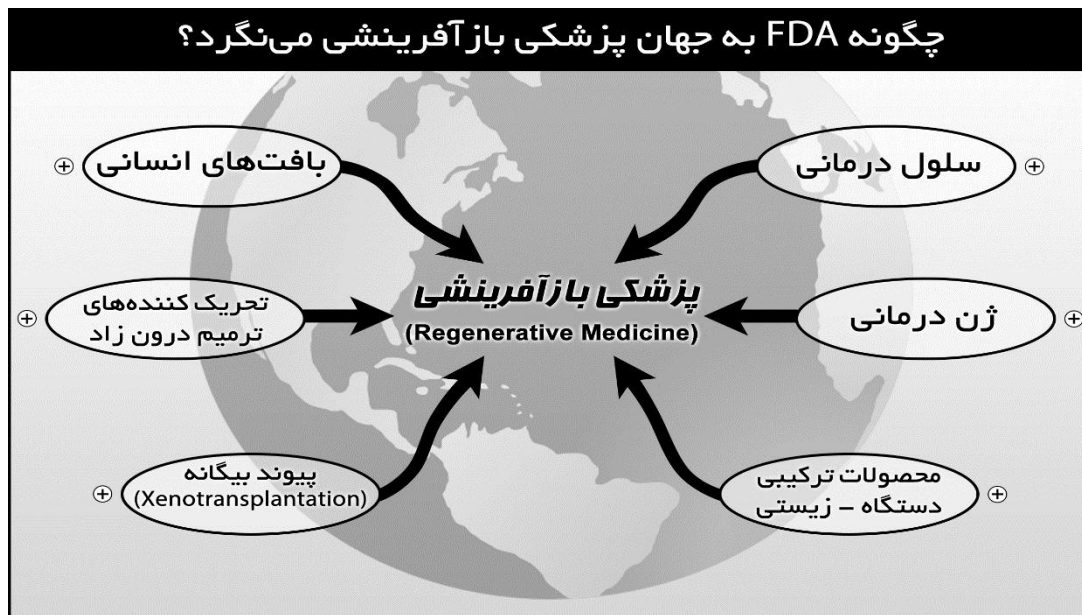 چگونه FDA به جهان پزشکی بازآفرینشی می‌نگرد؟
سلول درمانی
بافت‌های انسانی
پزشکی بازآفرینشی
(Regenerative Medicine)
ژن درمانی
تحریک کننده‌های
ترمیم درون زاد
محصولات ترکیبی
دستگاه – زیستی
پیوند بیگانه
(Xenotransplantation)